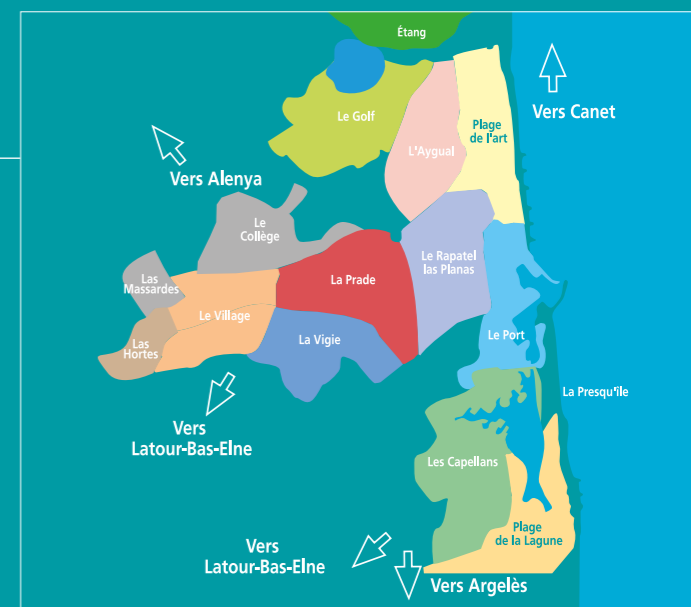 Étang
Vers Canet
Le Golf
Plage
de l'art
L'Aygual
Vers Alenya
Le
Collège
Le Rapatel
las Planas
Las
Massardes
La Prade
Le Village
La Vigie
Le Port
Las
Hortes
La Presqu'île
Vers
Latour-Bas-Elne
Les Capellans
Plage
de la Lagune
Vers
Latour-Bas-Elne
Vers Argelès